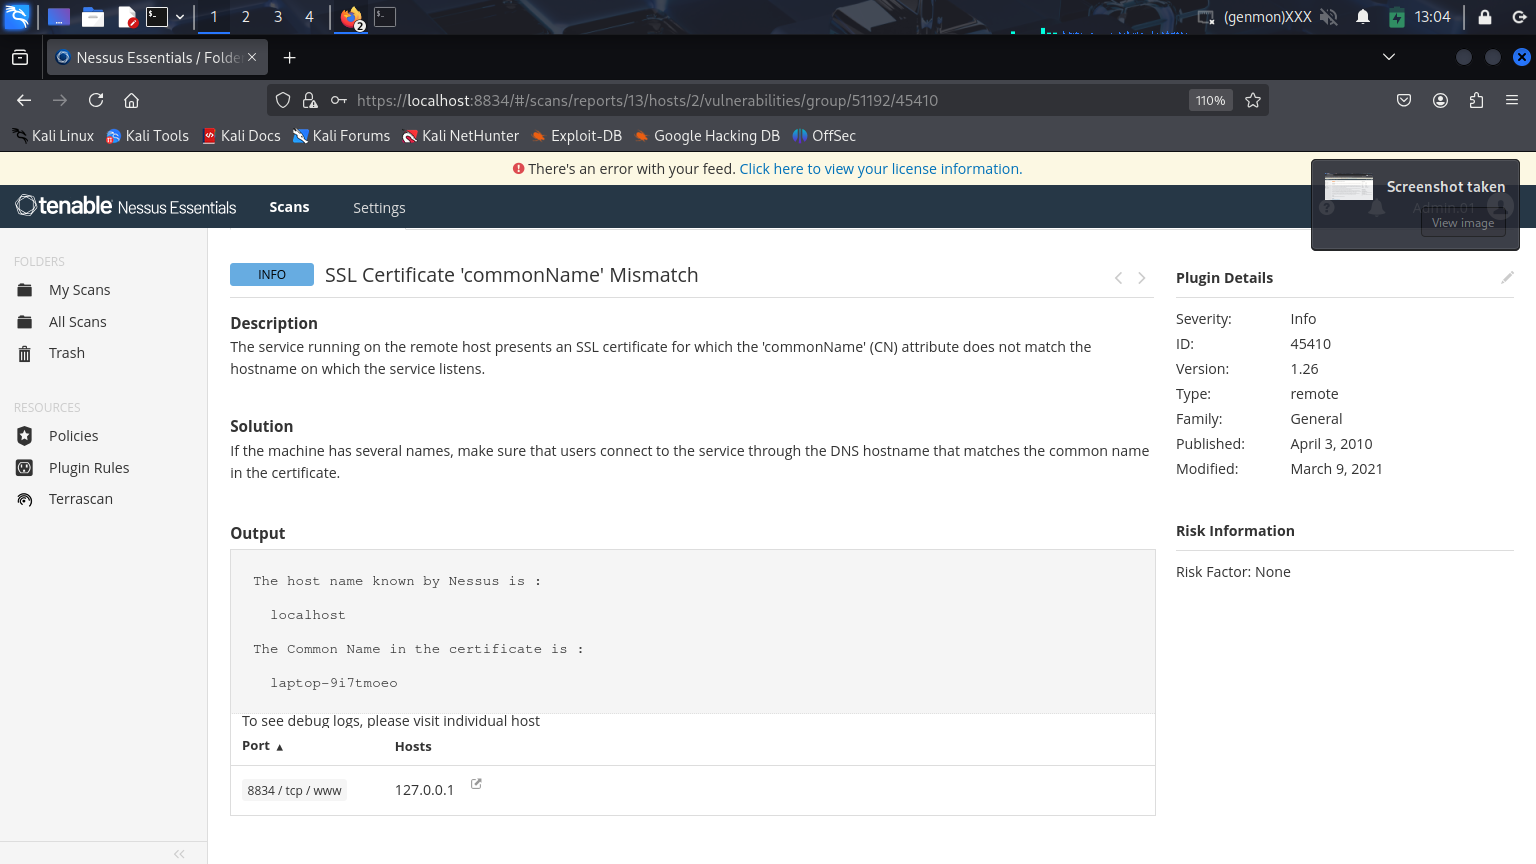 1 2 3 4 2 (genmon)XXX 13:04
Nessus Essentials / Folde
https://localhost:8834/#/scans/reports/13/hosts/2/vulnerabilities/group/51192/45410 110%
Kali Linux Kali Tools Kali Docs Kali Forums Kali NetHunter Exploit-DB Google Hacking DB OffSec
There's an error with your feed. Click here to view your license information.
Screenshot taken
View image
tenable Nessus Essentials Scans Settings Admin.01
FOLDERS
My Scans
All Scans
Trash
RESOURCES
Policies
Plugin Rules
Terrascan
INFO SSL Certificate 'commonName' Mismatch
Description
The service running on the remote host presents an SSL certificate for which the 'commonName' (CN) attribute does not match the
hostname on which the service listens.
Solution
If the machine has several names, make sure that users connect to the service through the DNS hostname that matches the common name
in the certificate.
Output
The host name known by Nessus is :
localhost
The Common Name in the certificate is :
laptop-9i7tmoeo
To see debug logs, please visit individual host
Port ▲ Hosts
8834 / tcp / www 127.0.0.1
Plugin Details
Severity: Info
ID: 45410
Version: 1.26
Type: remote
Family: General
Published: April 3, 2010
Modified: March 9, 2021
Risk Information
Risk Factor: None